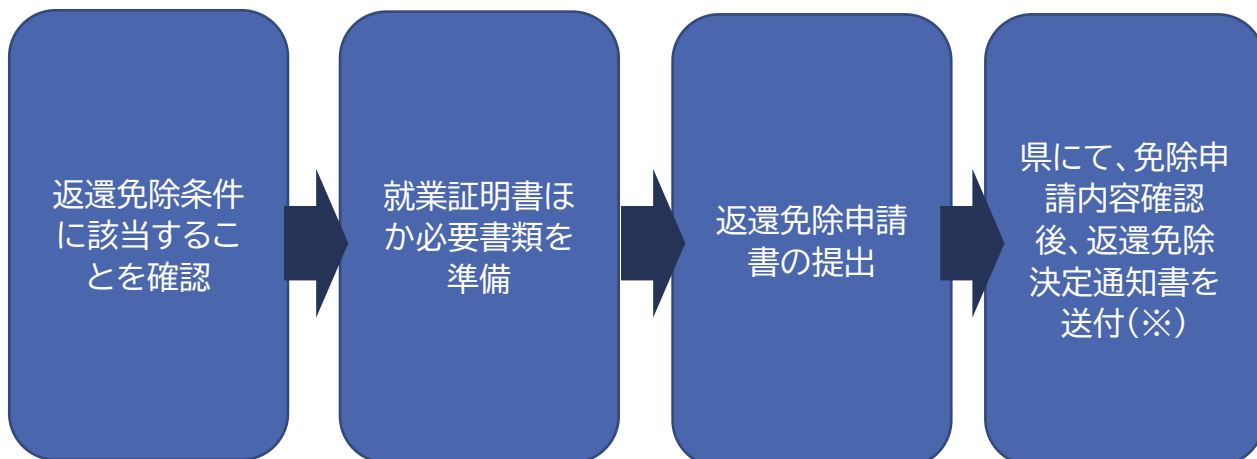 返還免除条件
に該当するこ
とを確認
就業証明書ほ
か必要書類を
準備
返還免除申請
書の提出
県にて、免除申
請内容確認
後、返還免除
決定通知書を
送付(※)